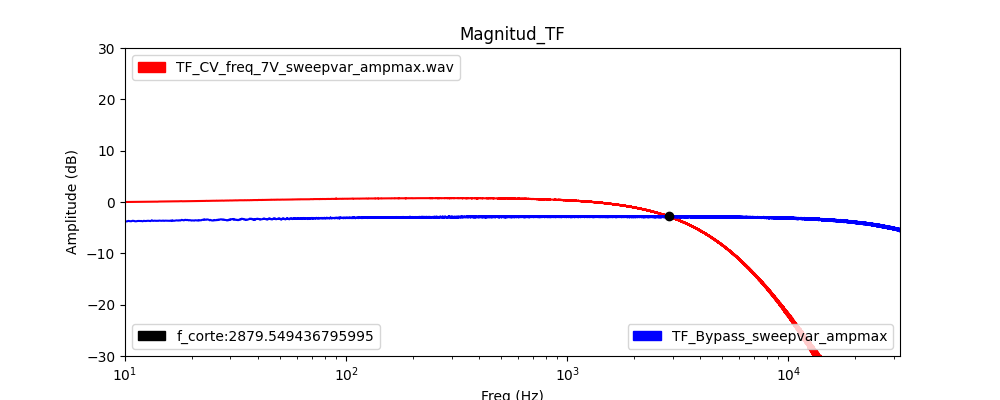 Magnitud_TF
30
TF_CV_freq_7V_sweepvar_ampmax.wav
20
10
0
−10
−20
−30
Amplitude (dB)
f_corte:2879.549436795995
TF_Bypass_sweepvar_ampmax
10¹
10²
10³
10⁴
Freq (Hz)